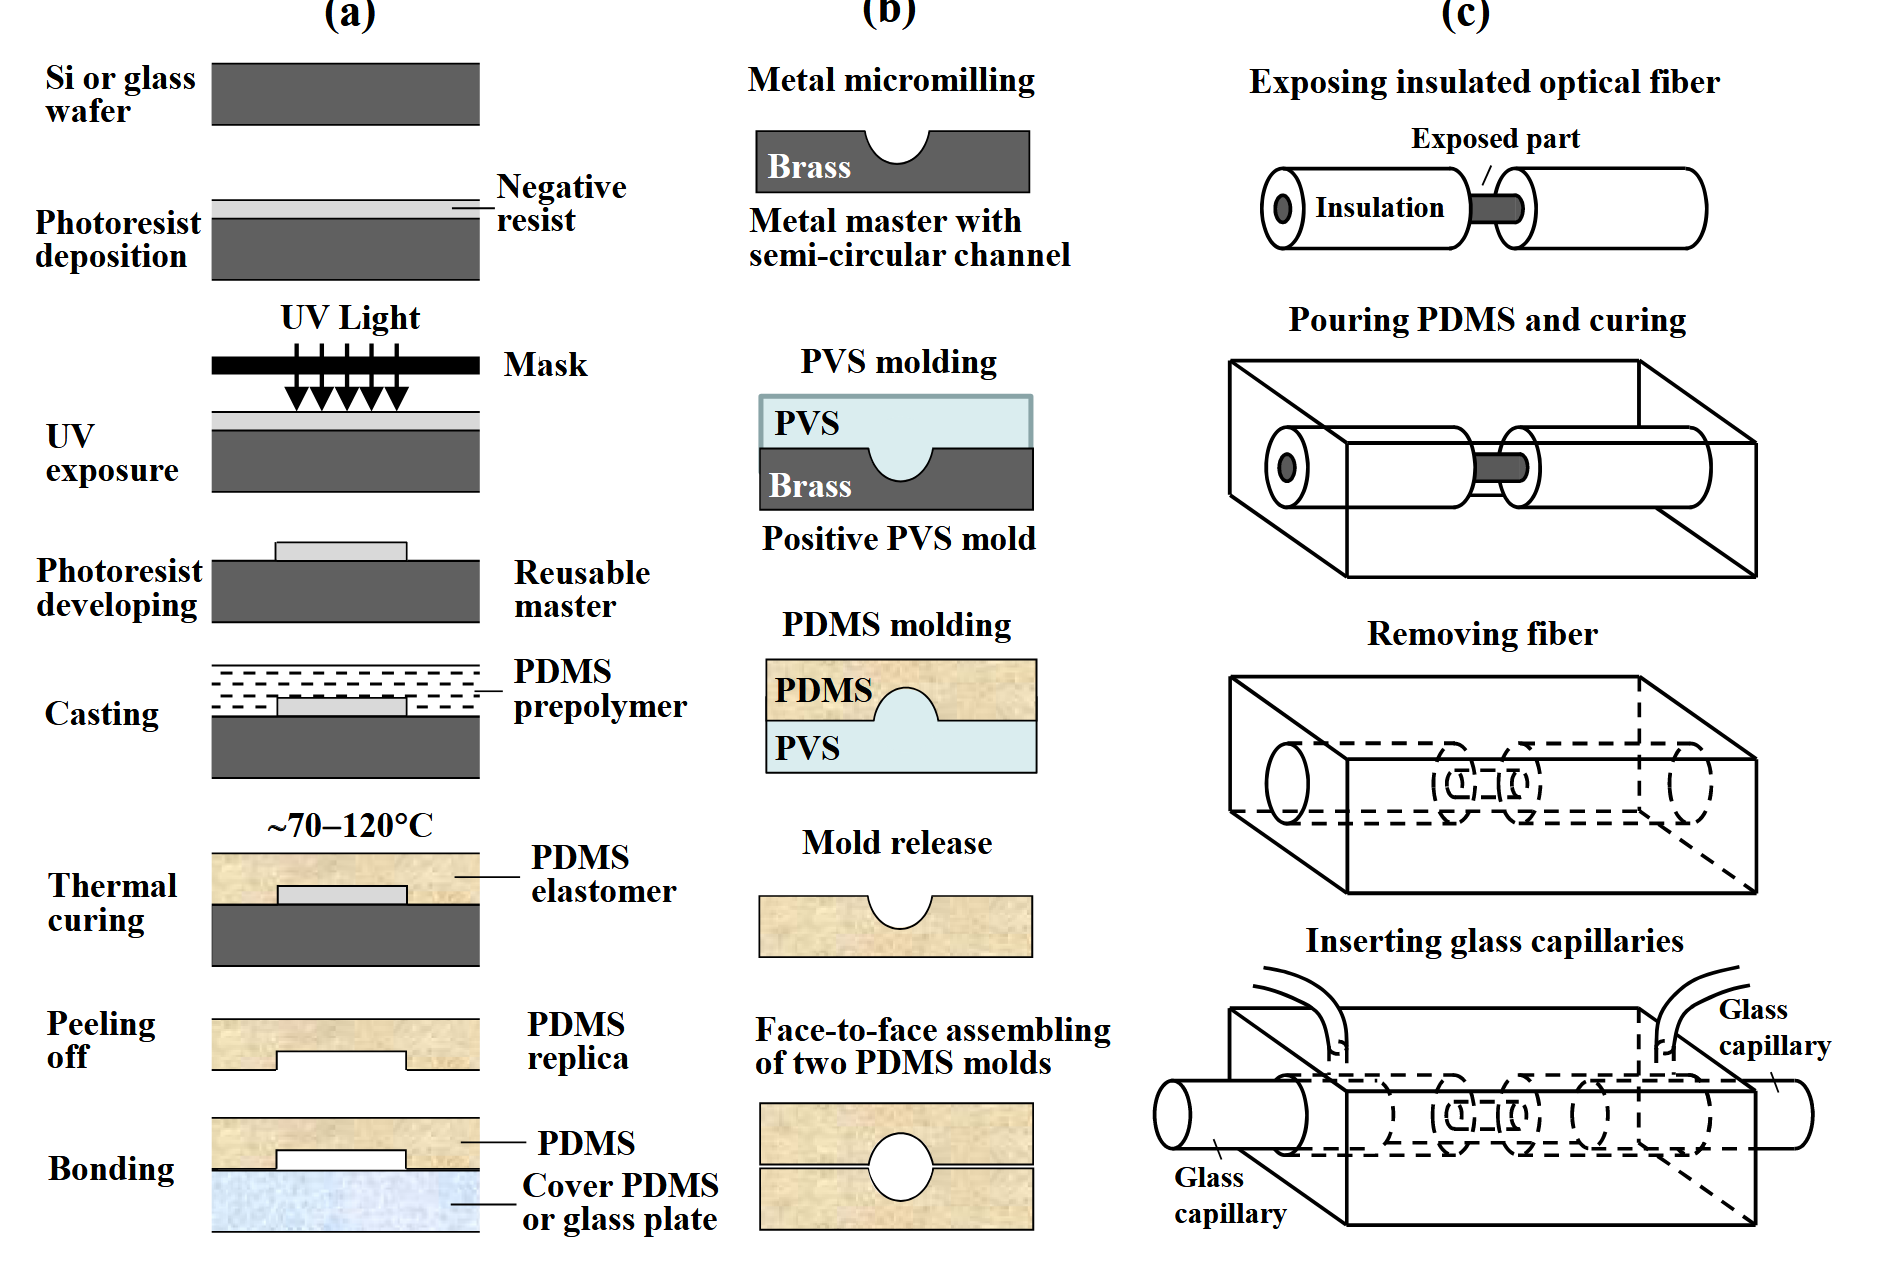 (a)
Si or glass
wafer
Photoresist
deposition
Negative
resist
UV Light
Mask
UV
exposure
Photoresist
developing
Reusable
master
Casting
PDMS
prepolymer
~70–120°C
Thermal
curing
PDMS
elastomer
Peeling
off
PDMS
replica
Bonding
PDMS
Cover PDMS
or glass plate
(b)
Metal micromilling
Brass
Metal master with
semi-circular channel
PVS molding
PVS
Brass
Positive PVS mold
PDMS molding
PDMS
PVS
Mold release
Face-to-face assembling
of two PDMS molds
(c)
Exposing insulated optical fiber
Exposed part
Insulation
Pouring PDMS and curing
Removing fiber
Inserting glass capillaries
Glass
capillary
Glass
capillary